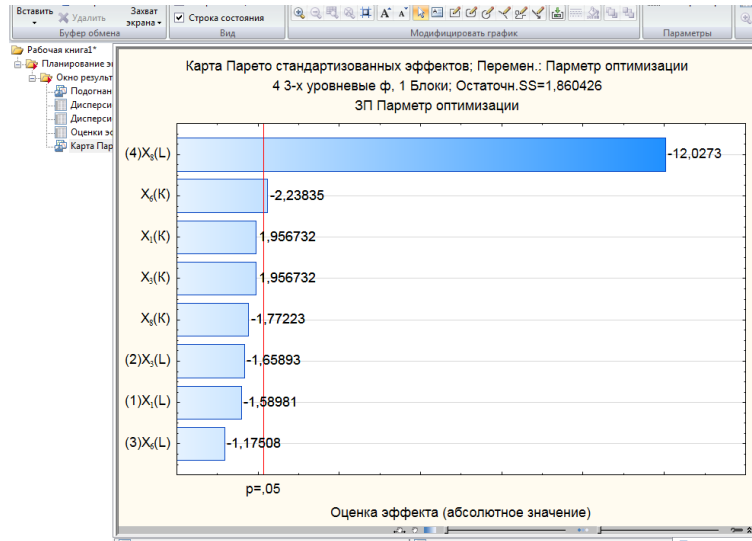 Вставить
Удалить
Захват
экрана
Строка состояния
Буфер обмена
Вид
Модифицировать график
Параметры
Рабочая книга1*
Планирование э
Окно результ
Подогнан
Дисперси
Дисперси
Оценки эс
Карта Пар
Карта Парето стандартизованных эффектов; Перемен.: Парметр оптимизации
4 3-х уровневые ф, 1 Блоки; Остаточн.SS=1,860426
ЗП Парметр оптимизации
(4)X₈(L) -12,0273
X₆(К) -2,23835
X₁(К) 1,956732
X₃(К) 1,956732
X₈(К) -1,77223
(2)X₃(L) -1,65893
(1)X₁(L) -1,58981
(3)X₆(L) -1,17508
p=,05
Оценка эффекта (абсолютное значение)